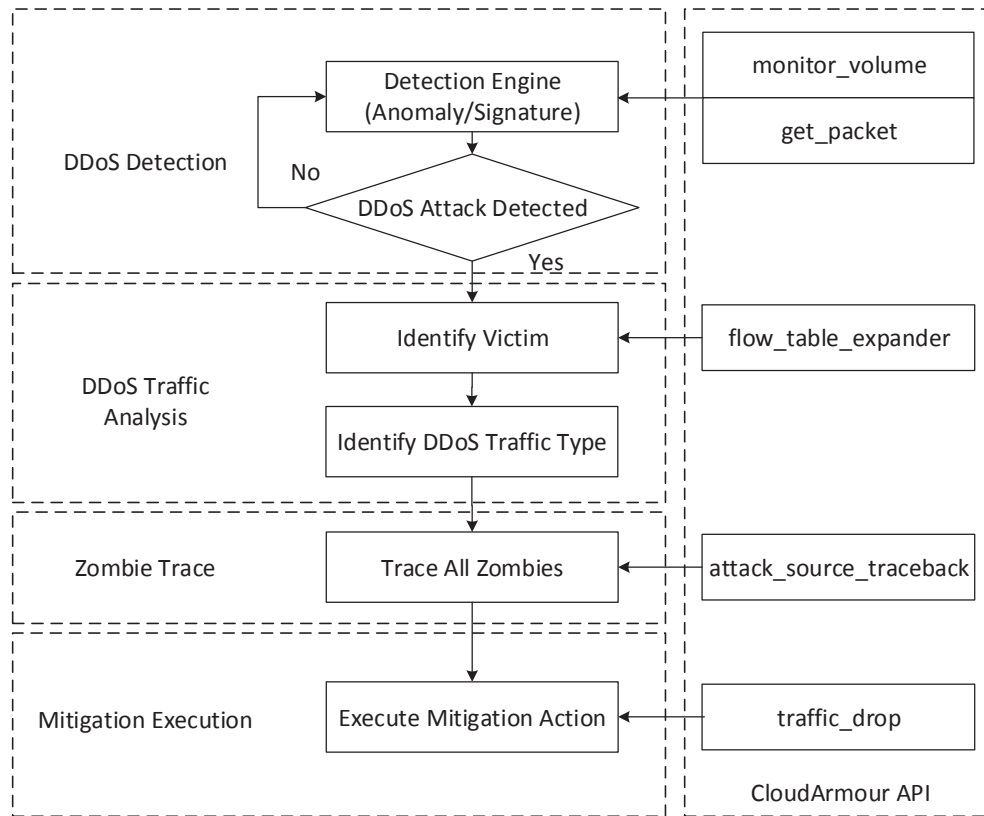 DDoS Detection
Detection Engine
(Anomaly/Signature)
No
DDoS Attack Detected
Yes
DDoS Traffic
Analysis
Identify Victim
Identify DDoS Traffic Type
Zombie Trace
Trace All Zombies
Mitigation Execution
Execute Mitigation Action
monitor_volume
get_packet
flow_table_expander
attack_source_traceback
traffic_drop
CloudArmour API